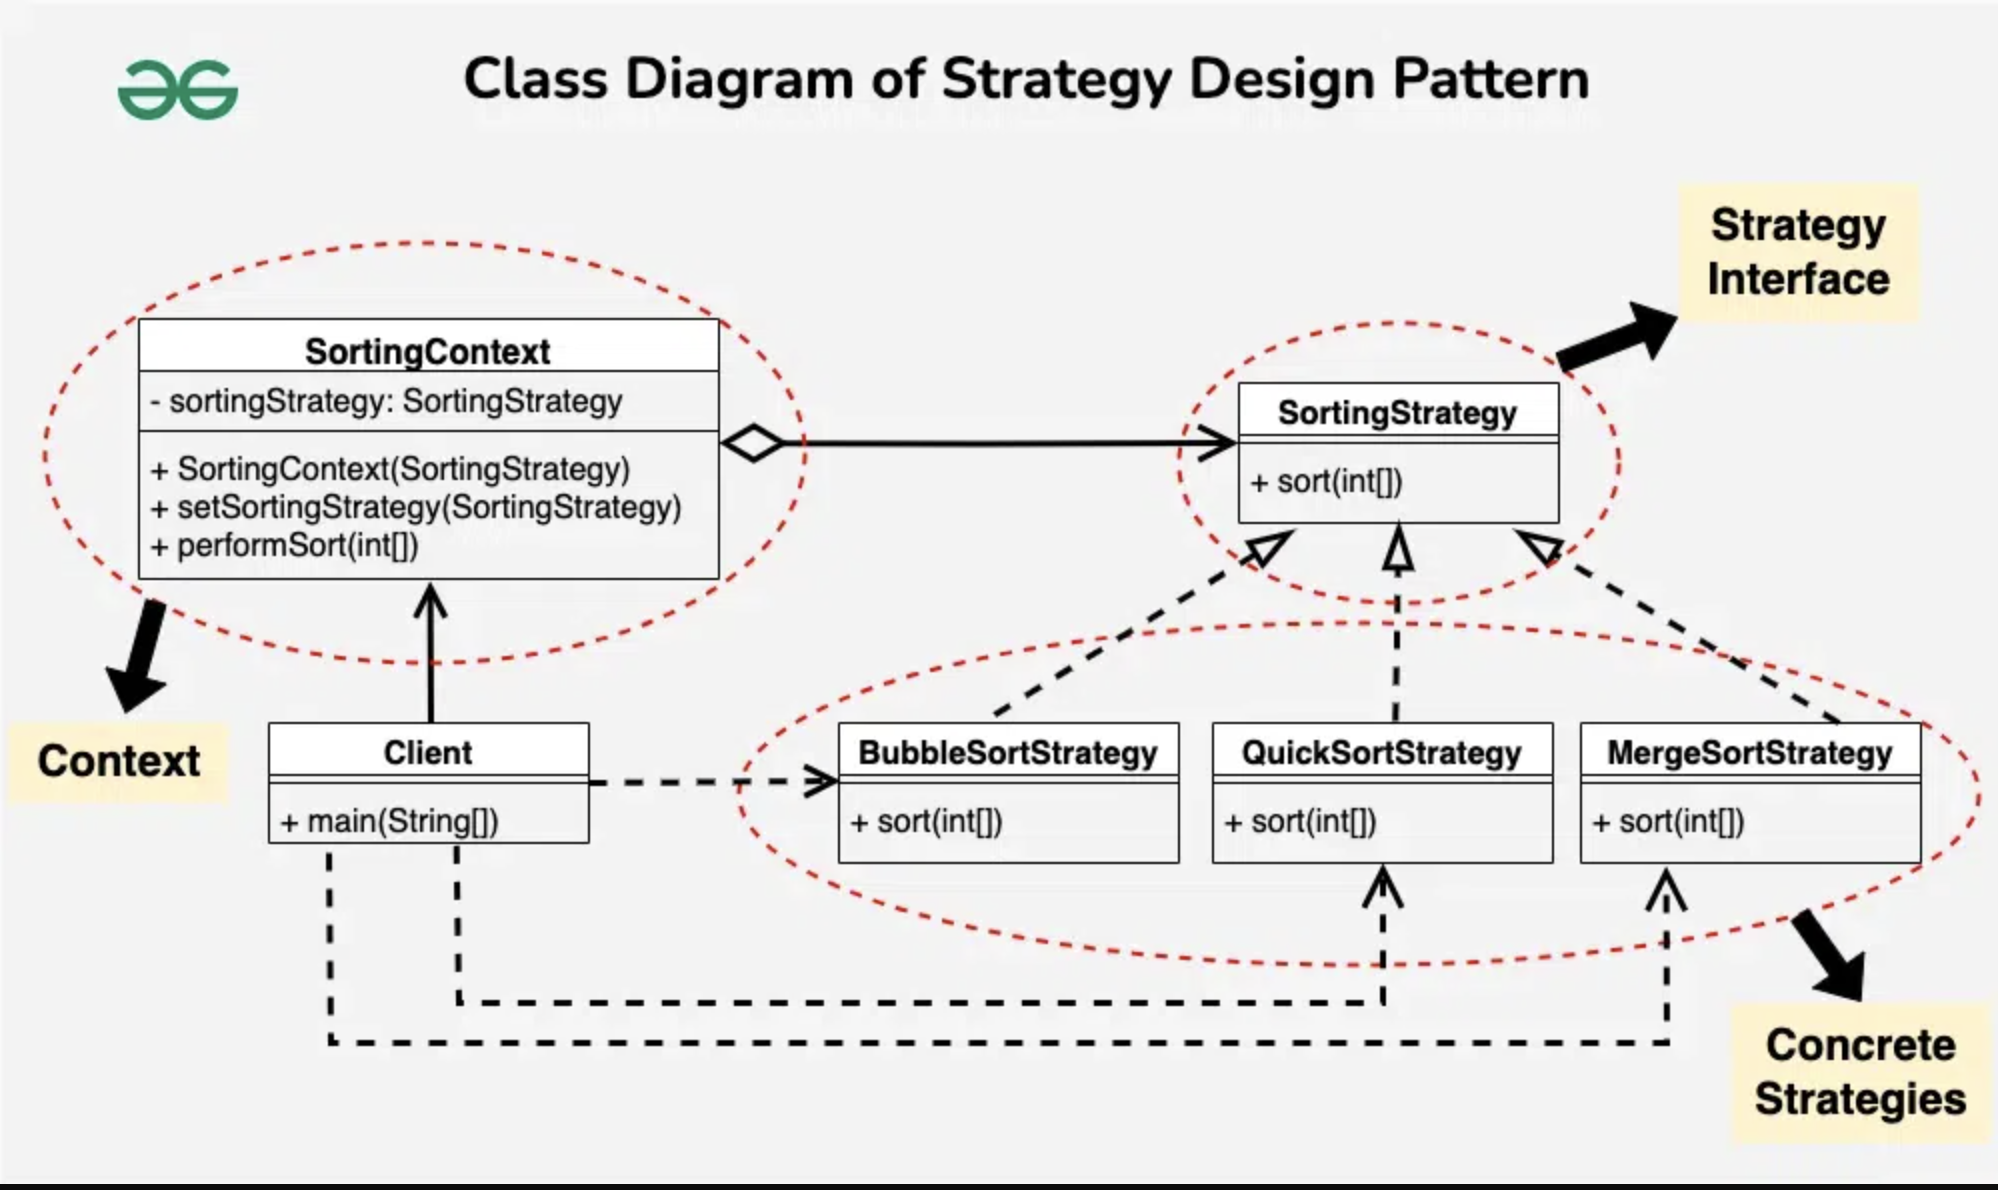 Class Diagram of Strategy Design Pattern
Strategy
Interface
SortingContext
- sortingStrategy: SortingStrategy
+ SortingContext(SortingStrategy)
+ setSortingStrategy(SortingStrategy)
+ performSort(int[])
SortingStrategy
+ sort(int[])
Context
Client
+ main(String[])
BubbleSortStrategy
+ sort(int[])
QuickSortStrategy
+ sort(int[])
MergeSortStrategy
+ sort(int[])
Concrete
Strategies